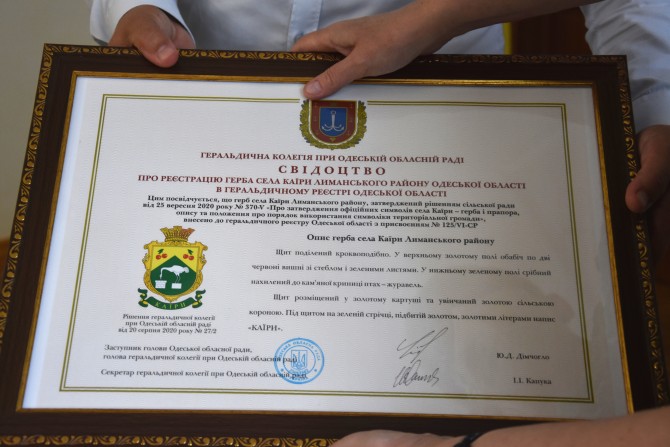 ГЕРАЛЬДИЧНА КОЛЕГІЯ ПРИ ОДЕСЬКІЙ ОБЛАСНІЙ РАДІ
СВІДОЦТВО
ПРО РЕЄСТРАЦІЮ ГЕРБА СЕЛА КАЇРИ ЛИМАНСЬКОГО РАЙОНУ ОДЕСЬКОЇ ОБЛАСТІ
В ГЕРАЛЬДИЧНОМУ РЕЄСТРІ ОДЕСЬКОЇ ОБЛАСТІ
Цим посвідчується, що герб села Каїри Лиманського району, затверджений рішенням сільської ради
від 25 вересня 2020 року № 370-V «Про затвердження офіційних символів села Каїри – герба і прапора,
опису та положення про порядок використання символіки територіальної громади»,
внесено до геральдичного реєстру Одеської області з присвоєнням № 125/VI-СР
Опис герба села Каїри Лиманського району
Щит поділений кроквоподібно. У верхньому золотому полі обабіч по дві
червоні вишні зі стеблом і зеленими листами. У нижньому зеленому полі срібний
нахилений до кам'яної криниці птах – журавель.
Щит розміщений у золотому картуші та увінчаний золотою сільською
короною. Під щитом на зеленій стрічці, підбитій золотом, золотими літерами напис
«КАЇРИ».
КАЇРИ
Рішення геральдичної колегії
при Одеській обласній раді
від 20 серпня 2020 року № 27/2
Заступник голови Одеської обласної ради,
голова геральдичної колегії при Одеській обласній раді
Ю.Д. Дімчогло
Секретар геральдичної колегії при Одеській обласній раді
І.І. Капука